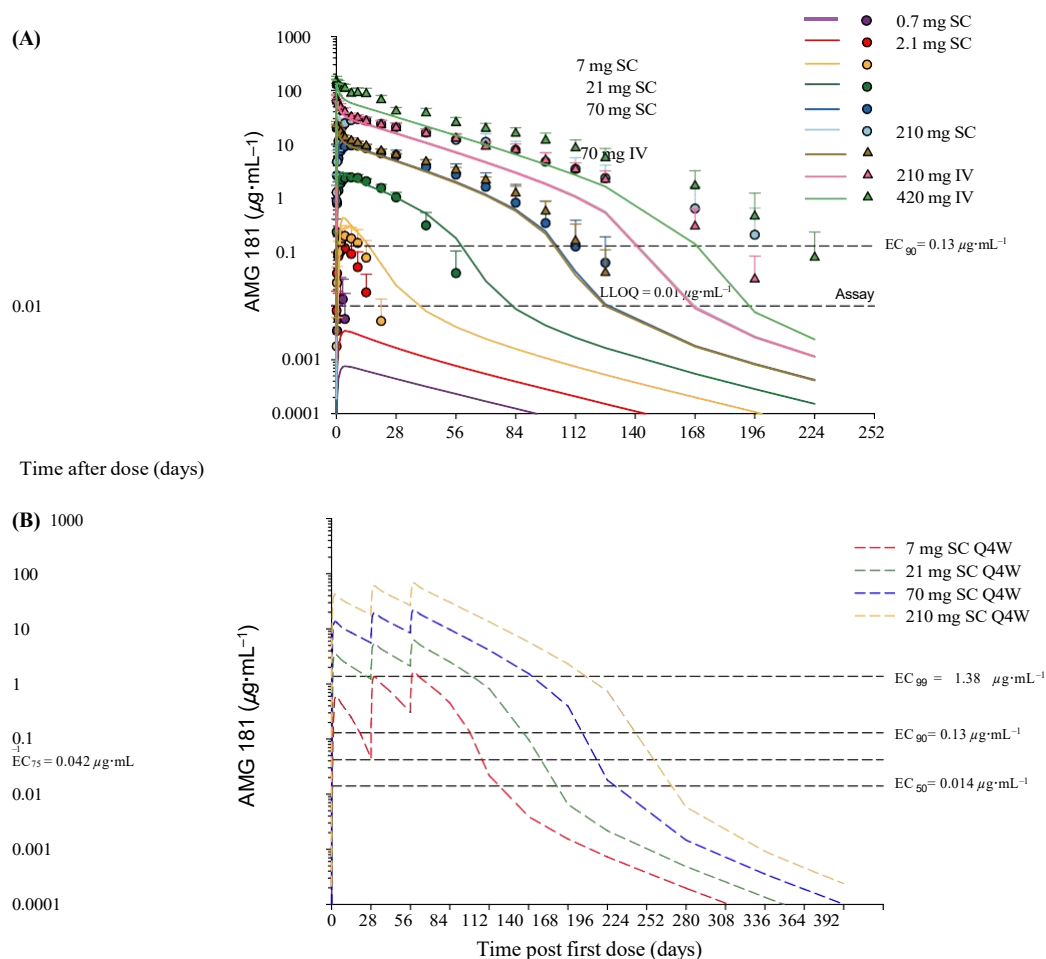 (A)
1000
100
10
1
0.1
0.01
0.001
0.0001
AMG 181 (µg·mL−1)
0 28 56 84 112 140 168 196 224 252
Time after dose (days)
0.7 mg SC
2.1 mg SC
7 mg SC
21 mg SC
70 mg SC
210 mg SC
70 mg IV
210 mg IV
420 mg IV
EC90 = 0.13 µg·mL−1
LLOQ = 0.01 µg·mL−1
Assay
(B) 1000
100
10
1
0.1
0.01
0.001
0.0001
AMG 181 (µg·mL−1)
7 mg SC Q4W
21 mg SC Q4W
70 mg SC Q4W
210 mg SC Q4W
EC99 = 1.38 µg·mL−1
EC90 = 0.13 µg·mL−1
EC75 = 0.042 µg·mL−1
EC50 = 0.014 µg·mL−1
0 28 56 84 112 140 168 196 224 252 280 308 336 364 392
Time post first dose (days)